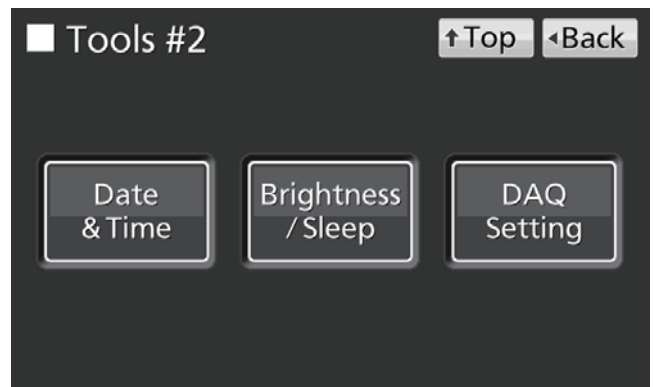 Tools #2
Top
Back
Date
& Time
Brightness
/ Sleep
DAQ
Setting